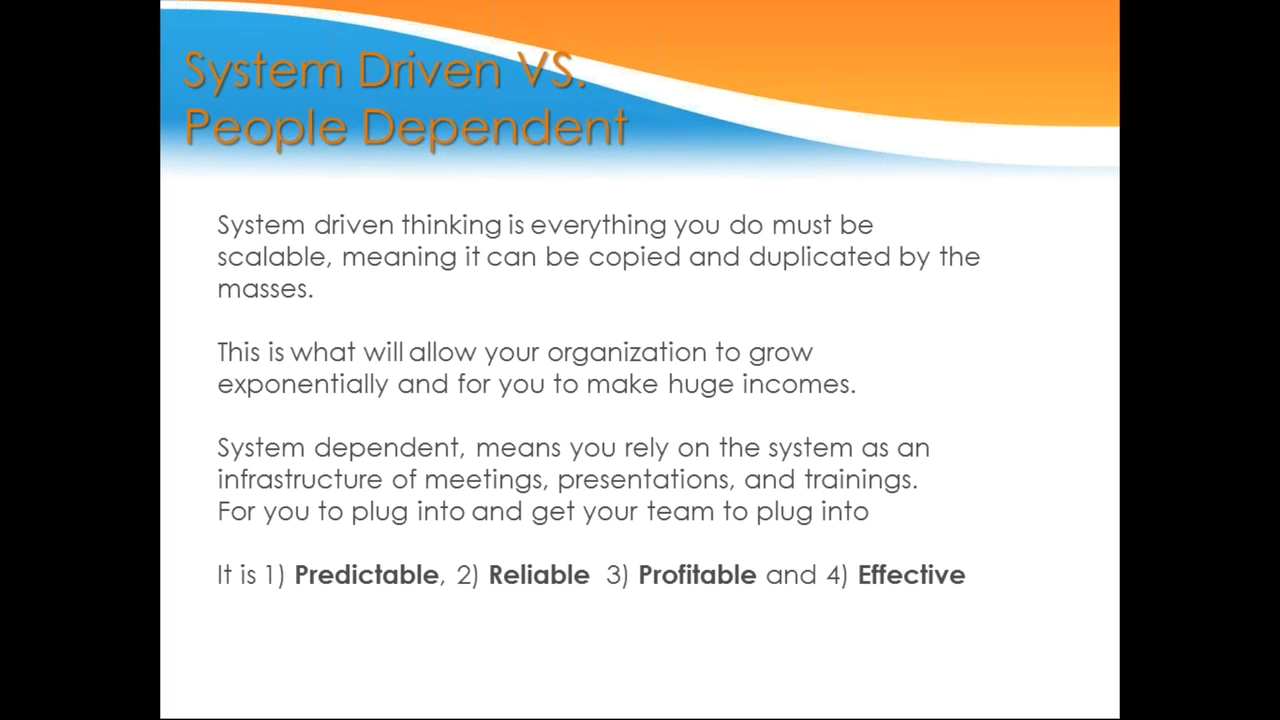 System Driven VS.
People Dependent
System driven thinking is everything you do must be
scalable, meaning it can be copied and duplicated by the
masses.
This is what will allow your organization to grow
exponentially and for you to make huge incomes.
System dependent, means you rely on the system as an
infrastructure of meetings, presentations, and trainings.
For you to plug into and get your team to plug into
It is 1) Predictable, 2) Reliable 3) Profitable and 4) Effective